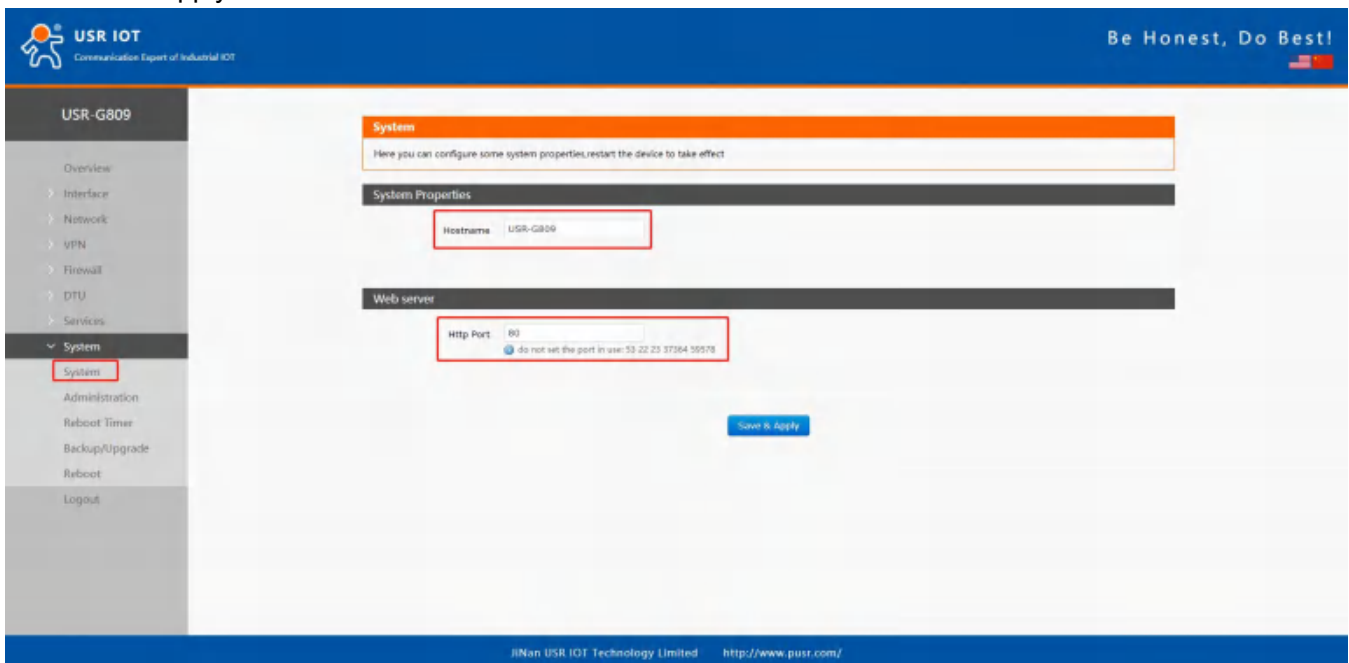 USR IOT
Communication Expert of Industrial IOT
Be Honest, Do Best!
USR-G809
Overview
Interface
Network
VPN
Firewall
DTU
Services
System
System
Administration
Reboot Timer
Backup/Upgrade
Reboot
Logout
System
Here you can configure some system properties,restart the device to take effect
System Properties
Hostname USR-G809
Web server
Http Port 80
do not set the port in use: 53 22 23 37364 59578
Save & Apply
JiNan USR IOT Technology Limited http://www.pusr.com/